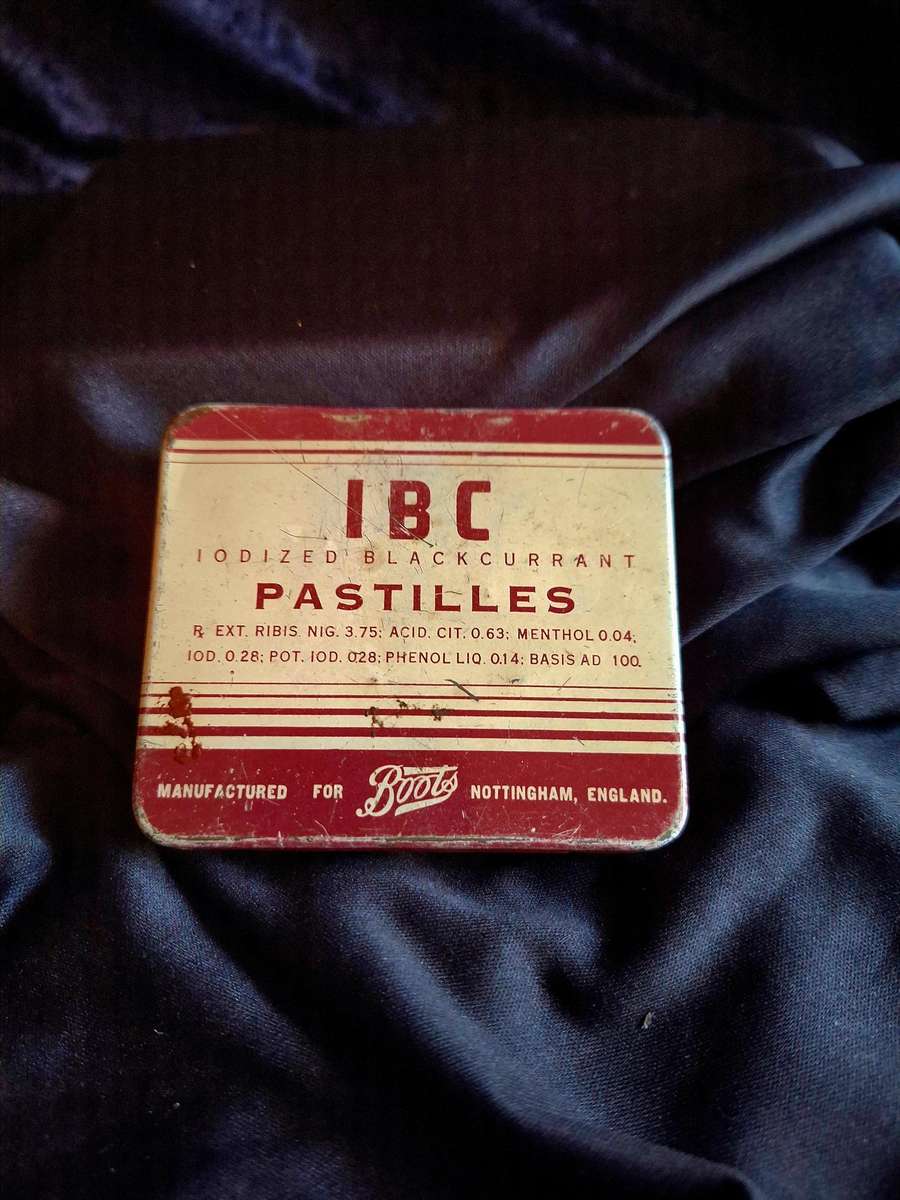 IBC
IODIZED BLACKCURRANT
PASTILLES
℞ EXT. RIBIS NIG. 3.75; ACID. CIT. 0.63; MENTHOL 0.04;
IOD. 0.28; POT. IOD. 028; PHENOL LIQ. 0.14; BASIS AD 100.
MANUFACTURED FOR Boots NOTTINGHAM, ENGLAND.